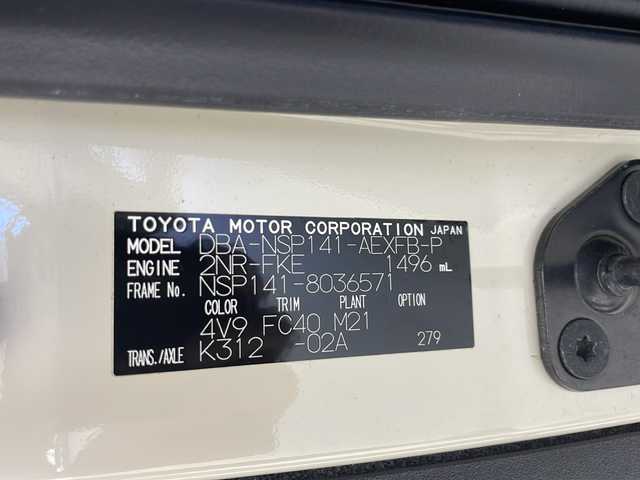 TOYOTA MOTOR CORPORATION JAPAN
MODEL DBA-NSP141-AEXFB-P
ENGINE 2NR-FKE 1496 mL
FRAME No. NSP141-8036571
COLOR TRIM PLANT OPTION
4V9 FC40 M21
TRANS./AXLE K312 -02A 279